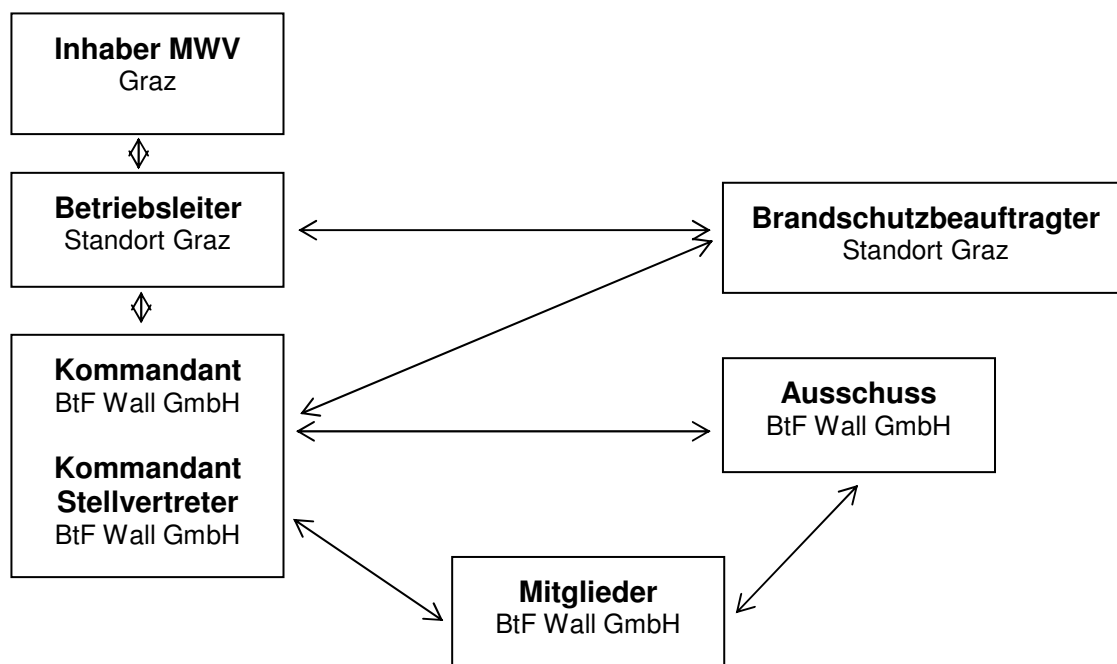 Inhaber MWV
Graz
Betriebsleiter
Standort Graz
Brandschutzbeauftragter
Standort Graz
Kommandant
BtF Wall GmbH
Kommandant
Stellvertreter
BtF Wall GmbH
Ausschuss
BtF Wall GmbH
Mitglieder
BtF Wall GmbH